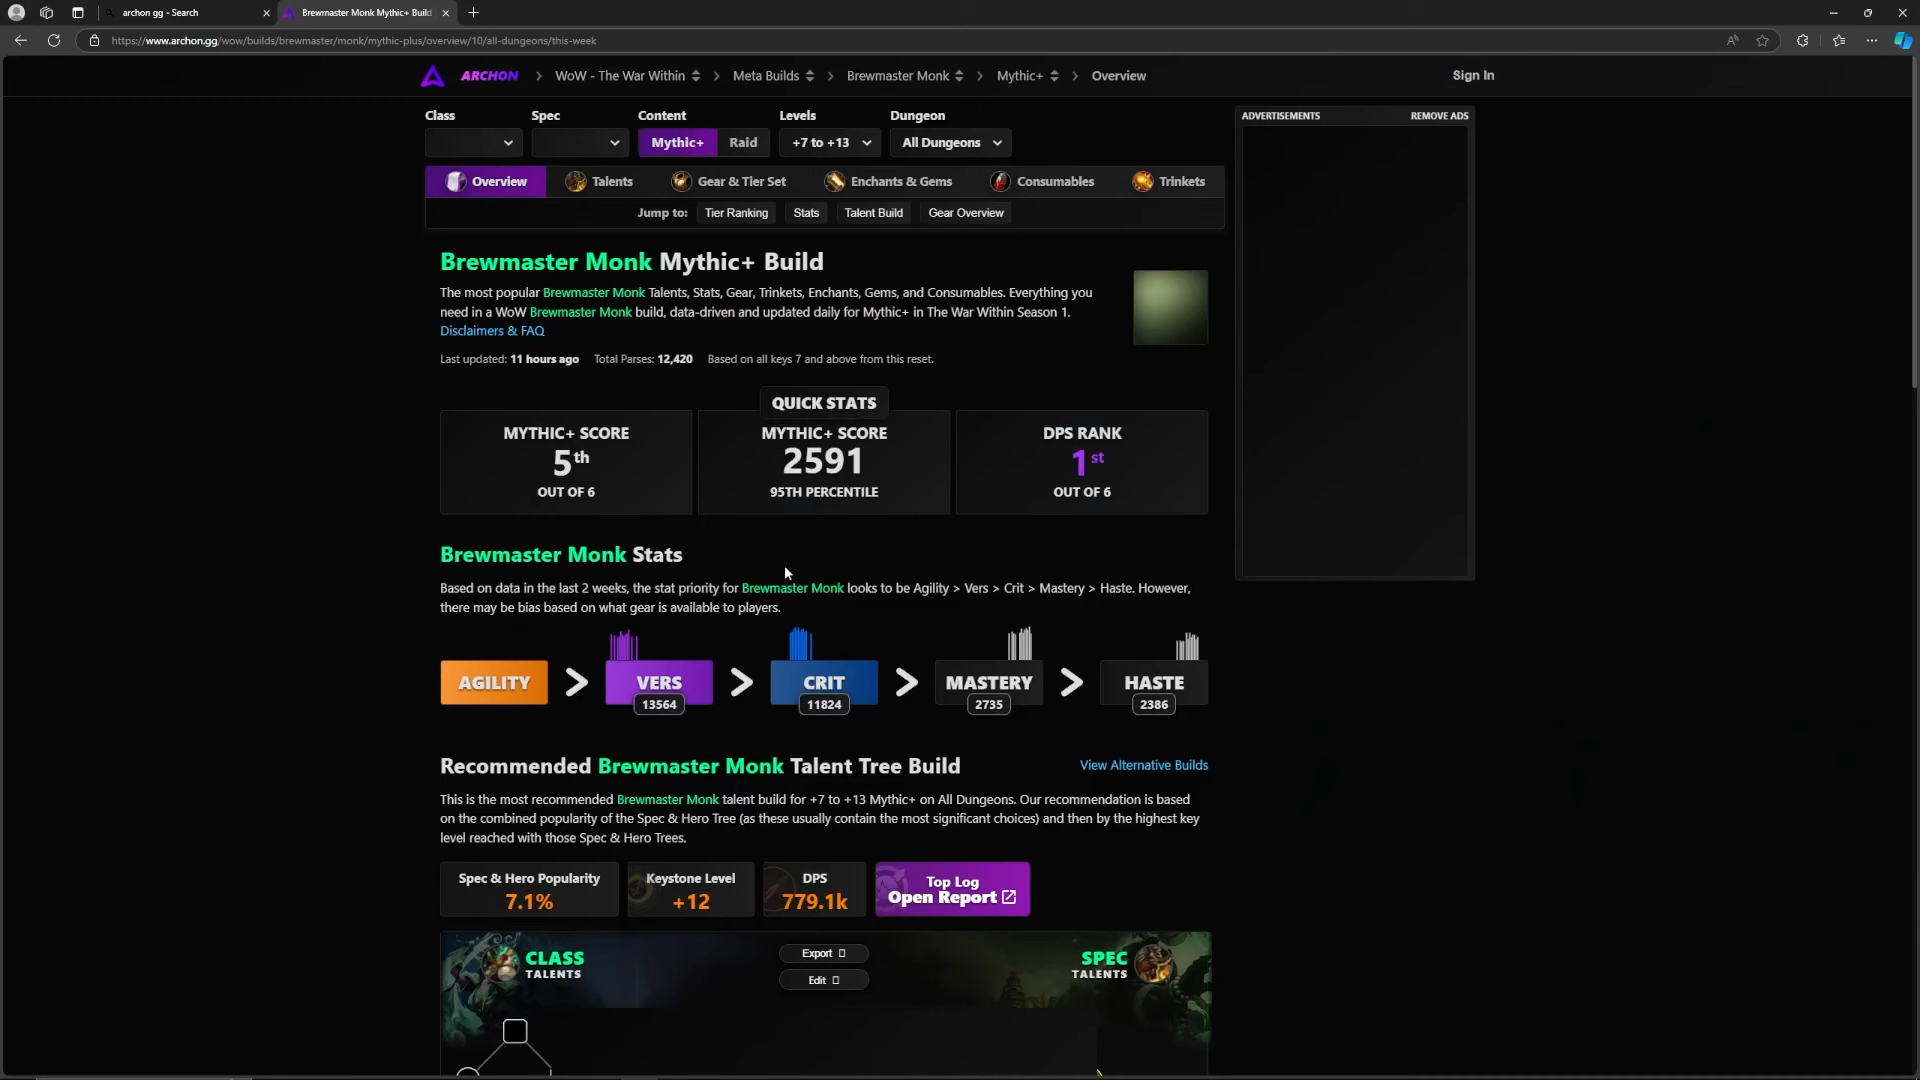 archon gg - Search
Brewmaster Monk Mythic+ Build
https://www.archon.gg/wow/builds/brewmaster/monk/mythic-plus/overview/10/all-dungeons/this-week
ARCHON > WoW - The War Within > Meta Builds > Brewmaster Monk > Mythic+ > Overview
Sign In
Class Spec Content Levels Dungeon
Mythic+ Raid +7 to +13 All Dungeons
ADVERTISEMENTS REMOVE ADS
Overview Talents Gear & Tier Set Enchants & Gems Consumables Trinkets
Jump to: Tier Ranking Stats Talent Build Gear Overview
Brewmaster Monk Mythic+ Build
The most popular Brewmaster Monk Talents, Stats, Gear, Trinkets, Enchants, Gems, and Consumables. Everything you
need in a WoW Brewmaster Monk build, data-driven and updated daily for Mythic+ in The War Within Season 1.
Disclaimers & FAQ
Last updated: 11 hours ago Total Parses: 12,420 Based on all keys 7 and above from this reset.
QUICK STATS
MYTHIC+ SCORE
5th
OUT OF 6
MYTHIC+ SCORE
2591
95TH PERCENTILE
DPS RANK
1st
OUT OF 6
Brewmaster Monk Stats
Based on data in the last 2 weeks, the stat priority for Brewmaster Monk looks to be Agility > Vers > Crit > Mastery > Haste. However,
there may be bias based on what gear is available to players.
AGILITY > VERS > CRIT > MASTERY > HASTE
13564 11824 2735 2386
Recommended Brewmaster Monk Talent Tree Build
View Alternative Builds
This is the most recommended Brewmaster Monk talent build for +7 to +13 Mythic+ on All Dungeons. Our recommendation is based
on the combined popularity of the Spec & Hero Tree (as these usually contain the most significant choices) and then by the highest key
level reached with those Spec & Hero Trees.
Spec & Hero Popularity
7.1%
Keystone Level
+12
DPS
779.1k
Top Log
Open Report
CLASS
TALENTS
Export
Edit
SPEC
TALENTS